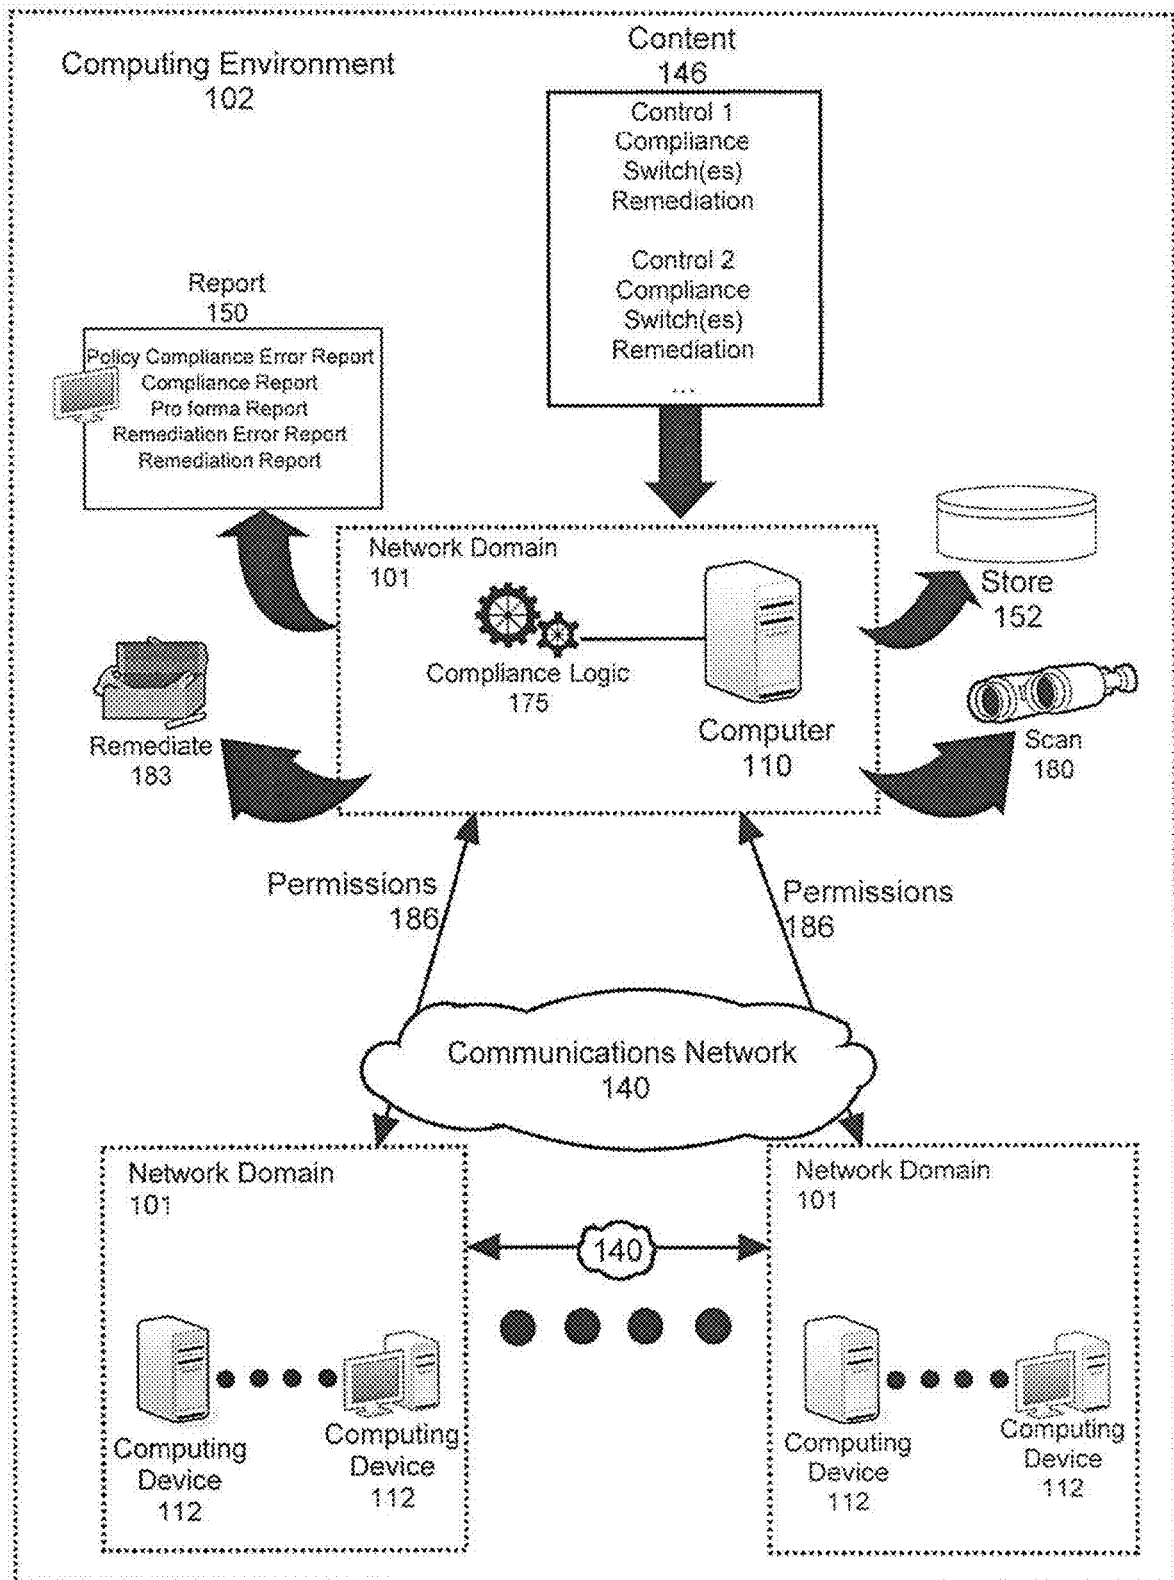 Computing Environment
102
Content
146
Control 1
Compliance
Switch(es)
Remediation
Control 2
Compliance
Switch(es)
Remediation
...
Report
150
Policy Compliance Error Report
Compliance Report
Pro forma Report
Remediation Error Report
Remediation Report
Network Domain
101
Compliance Logic
175
Computer
110
Store
152
Remediate
183
Scan
180
Permissions
186
Permissions
186
Communications Network
140
Network Domain
101
140
Network Domain
101
Computing
Device
112
Computing
Device
112
Computing
Device
112
Computing
Device
112